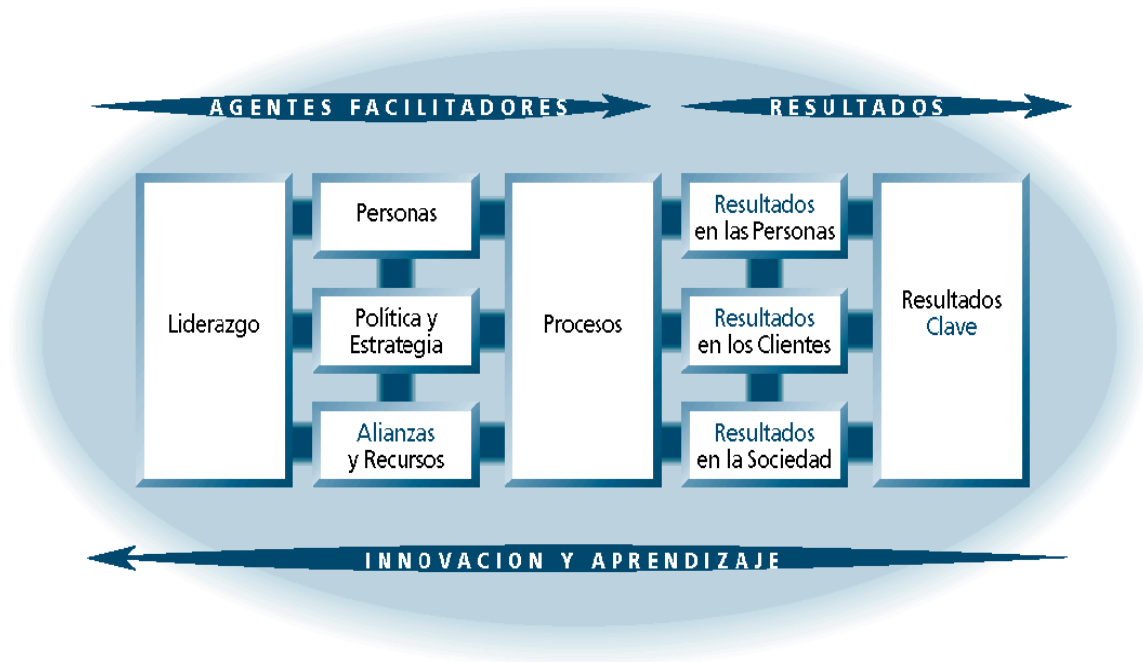 AGENTES FACILITADORES
RESULTADOS
Liderazgo
Personas
Política y
Estrategia
Alianzas
y Recursos
Procesos
Resultados
en las Personas
Resultados
en los Clientes
Resultados
en la Sociedad
Resultados
Clave
INNOVACION Y APRENDIZAJE